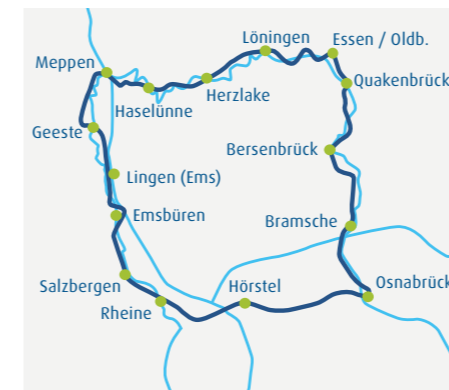 Löningen
Essen / Oldb.
Meppen
Quakenbrück
Haselünne
Herzlake
Geeste
Bersenbrück
Lingen (Ems)
Emsbüren
Bramsche
Salzbergen
Hörstel
Osnabrück
Rheine